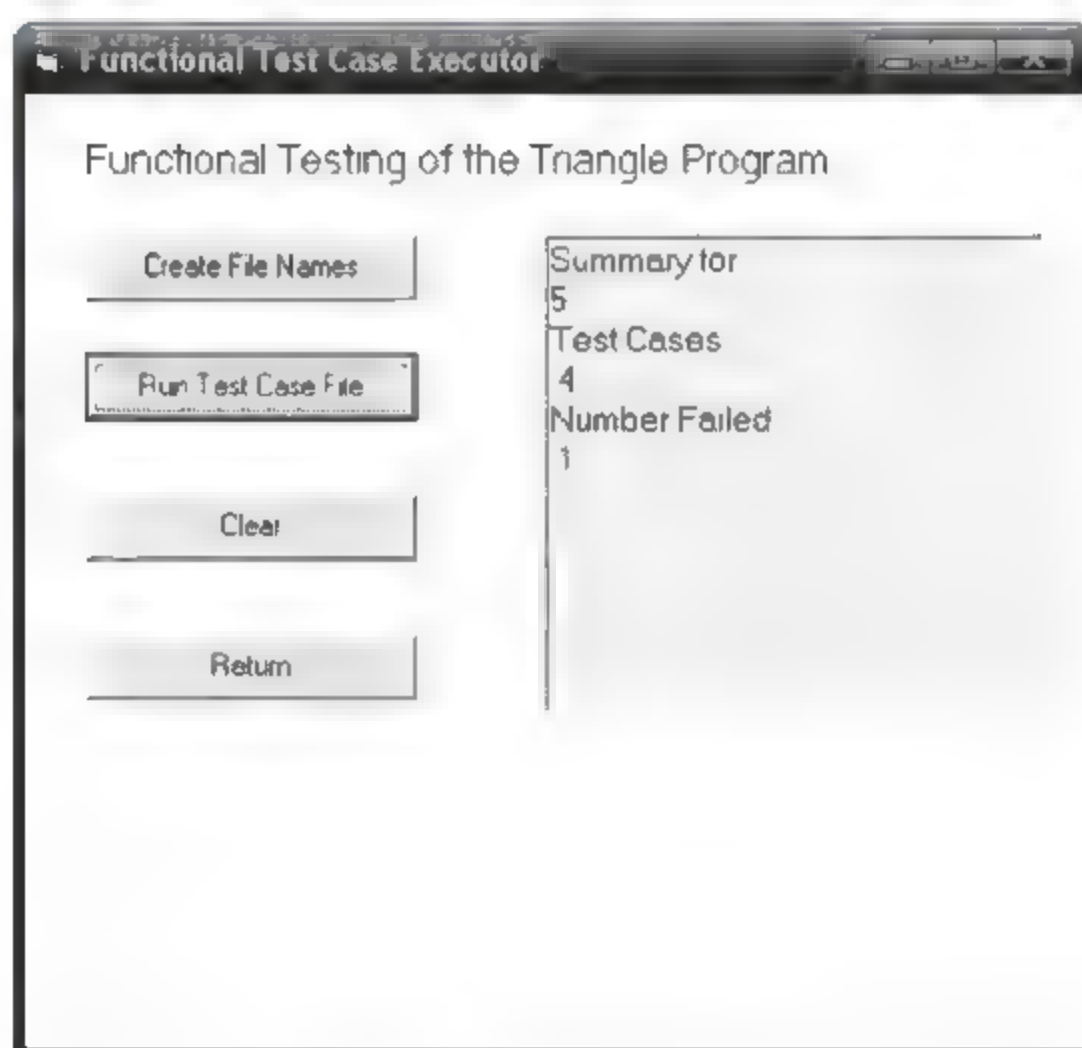 Functional Test Case Executor
Functional Testing of the Triangle Program
Create File Names
Run Test Case File
Clear
Return
Summary for
5
Test Cases
4
Number Failed
1